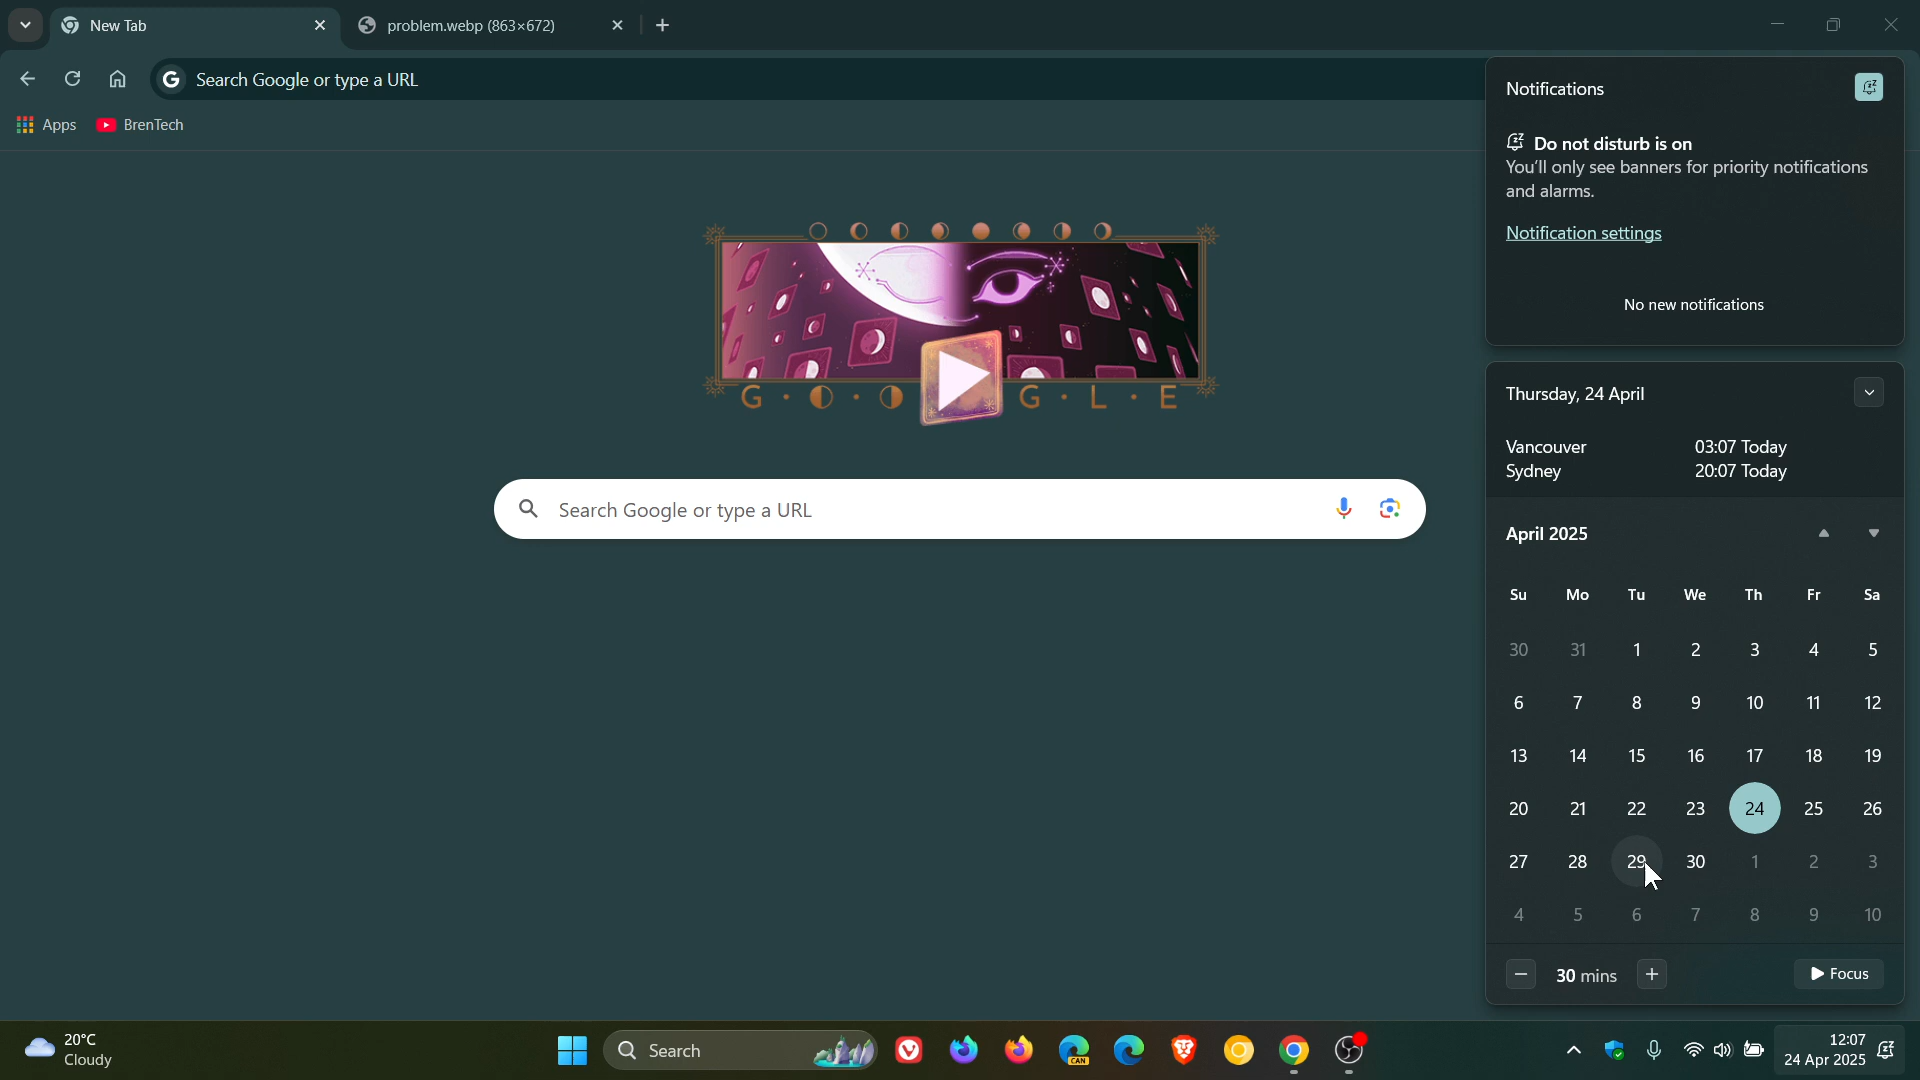 New Tab
problem.webp (863×672)
Search Google or type a URL
Apps
BrenTech
G · O · O G · L · E
Search Google or type a URL
Notifications
Do not disturb is on
You'll only see banners for priority notifications
and alarms.
Notification settings
No new notifications
Thursday, 24 April
Vancouver 03:07 Today
Sydney 20:07 Today
April 2025
Su Mo Tu We Th Fr Sa
30 31 1 2 3 4 5
6 7 8 9 10 11 12
13 14 15 16 17 18 19
20 21 22 23 24 25 26
27 28 29 30 1 2 3
4 5 6 7 8 9 10
30 mins
Focus
20°C
Cloudy
Search
CAN
12:07
24 Apr 2025